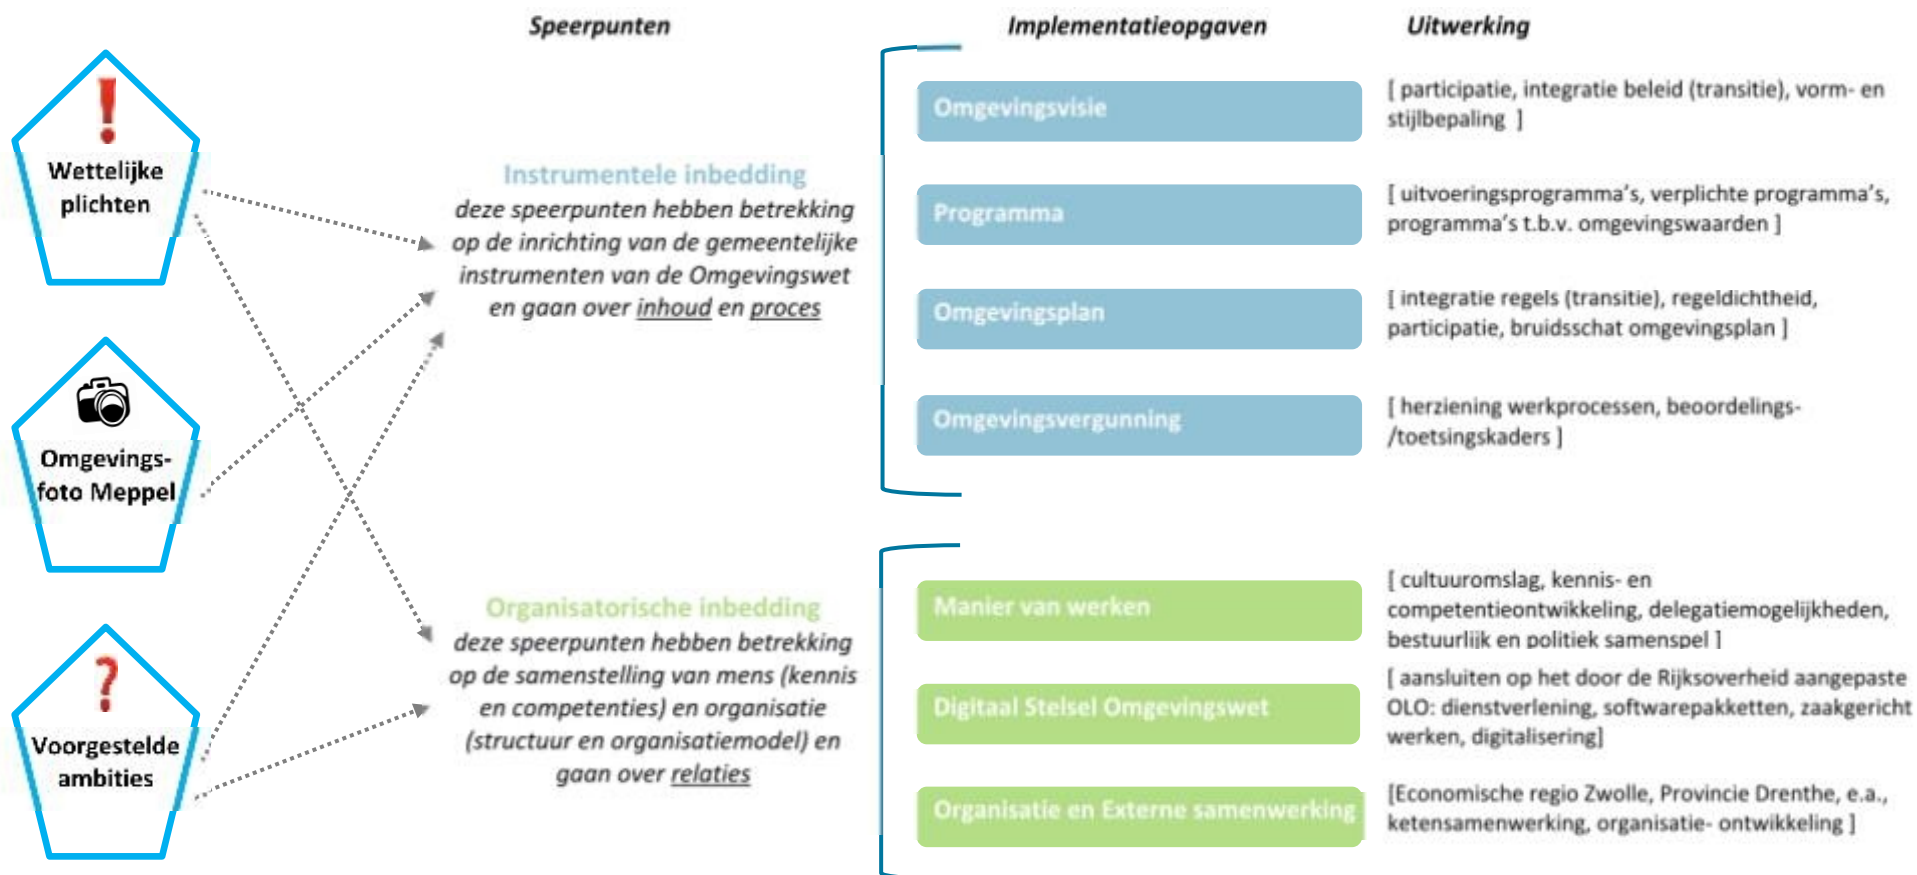 Speerpunten
Implementatieopgaven
Uitwerking
Wettelijke
plichten
Omgevings-
foto Meppel
Voorgestelde
ambities
Instrumentele inbedding
deze speerpunten hebben betrekking
op de inrichting van de gemeentelijke
instrumenten van de Omgevingswet
en gaan over inhoud en proces
Organisatorische inbedding
deze speerpunten hebben betrekking
op de samenstelling van mens (kennis
en competenties) en organisatie
(structuur en organisatiemodel) en
gaan over relaties
Omgevingsvisie
[ participatie, integratie beleid (transitie), vorm- en
stijlbepaling ]
Programma
[ uitvoeringsprogramma's, verplichte programma's,
programma's t.b.v. omgevingswaarden ]
Omgevingsplan
[ integratie regels (transitie), regeldichtheid,
participatie, bruidsschat omgevingsplan ]
Omgevingsvergunning
[ herziening werkprocessen, beoordelings-
/toetsingskaders ]
Manier van werken
[ cultuuromslag, kennis- en
competentieontwikkeling, delegatiemogelijkheden,
bestuurlijk en politiek samenspel ]
Digitaal Stelsel Omgevingswet
[ aansluiten op het door de Rijksoverheid aangepaste
OLO: dienstverlening, softwarepakketten, zaakgericht
werken, digitalisering]
Organisatie en Externe samenwerking
[Economische regio Zwolle, Provincie Drenthe, e.a.,
ketensamenwerking, organisatie- ontwikkeling ]